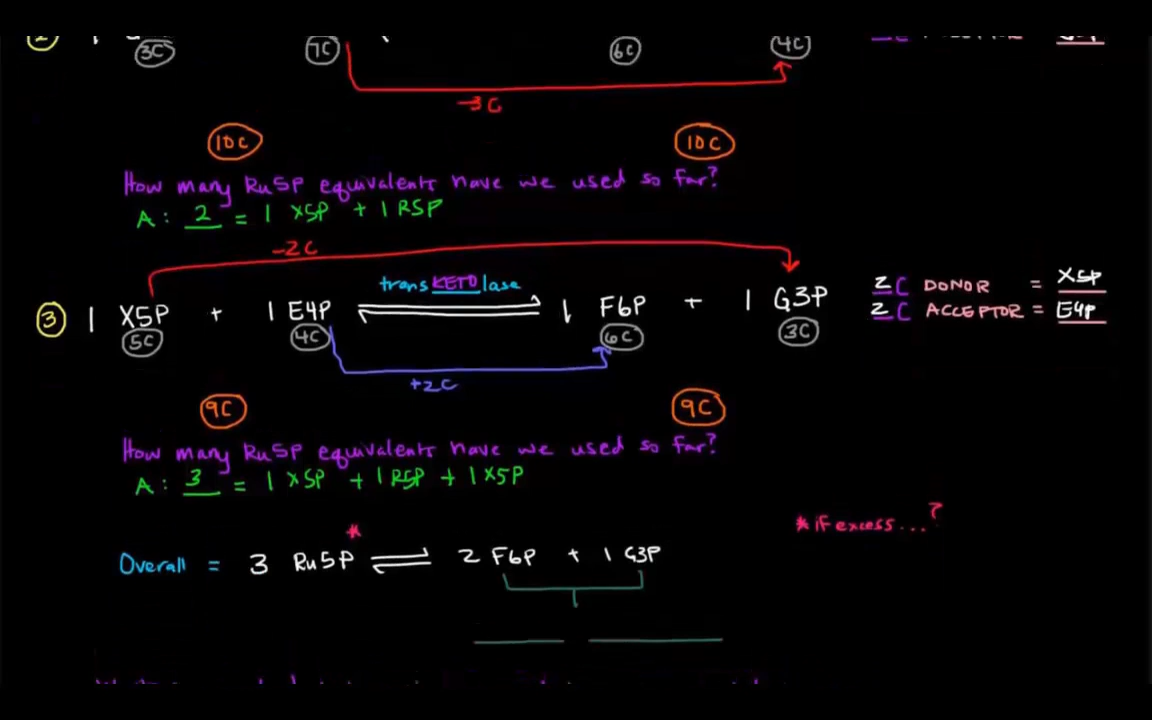 3C 7C 6C 4C
-3C
10C 10C
How many Ru5P equivalents have we used so far?
A: 2 = 1 X5P + 1 R5P
-2C
transKETOlase
3 1 X5P + 1 E4P 1 F6P + 1 G3P
5C 4C 6C 3C
2C DONOR = X5P
2C ACCEPTOR = E4P
+2C
9C 9C
How many Ru5P equivalents have we used so far?
A: 3 = 1 X5P + 1 R5P + 1 X5P
*if excess...?
Overall = 3 Ru5P* ⇌ 2 F6P + 1 G3P